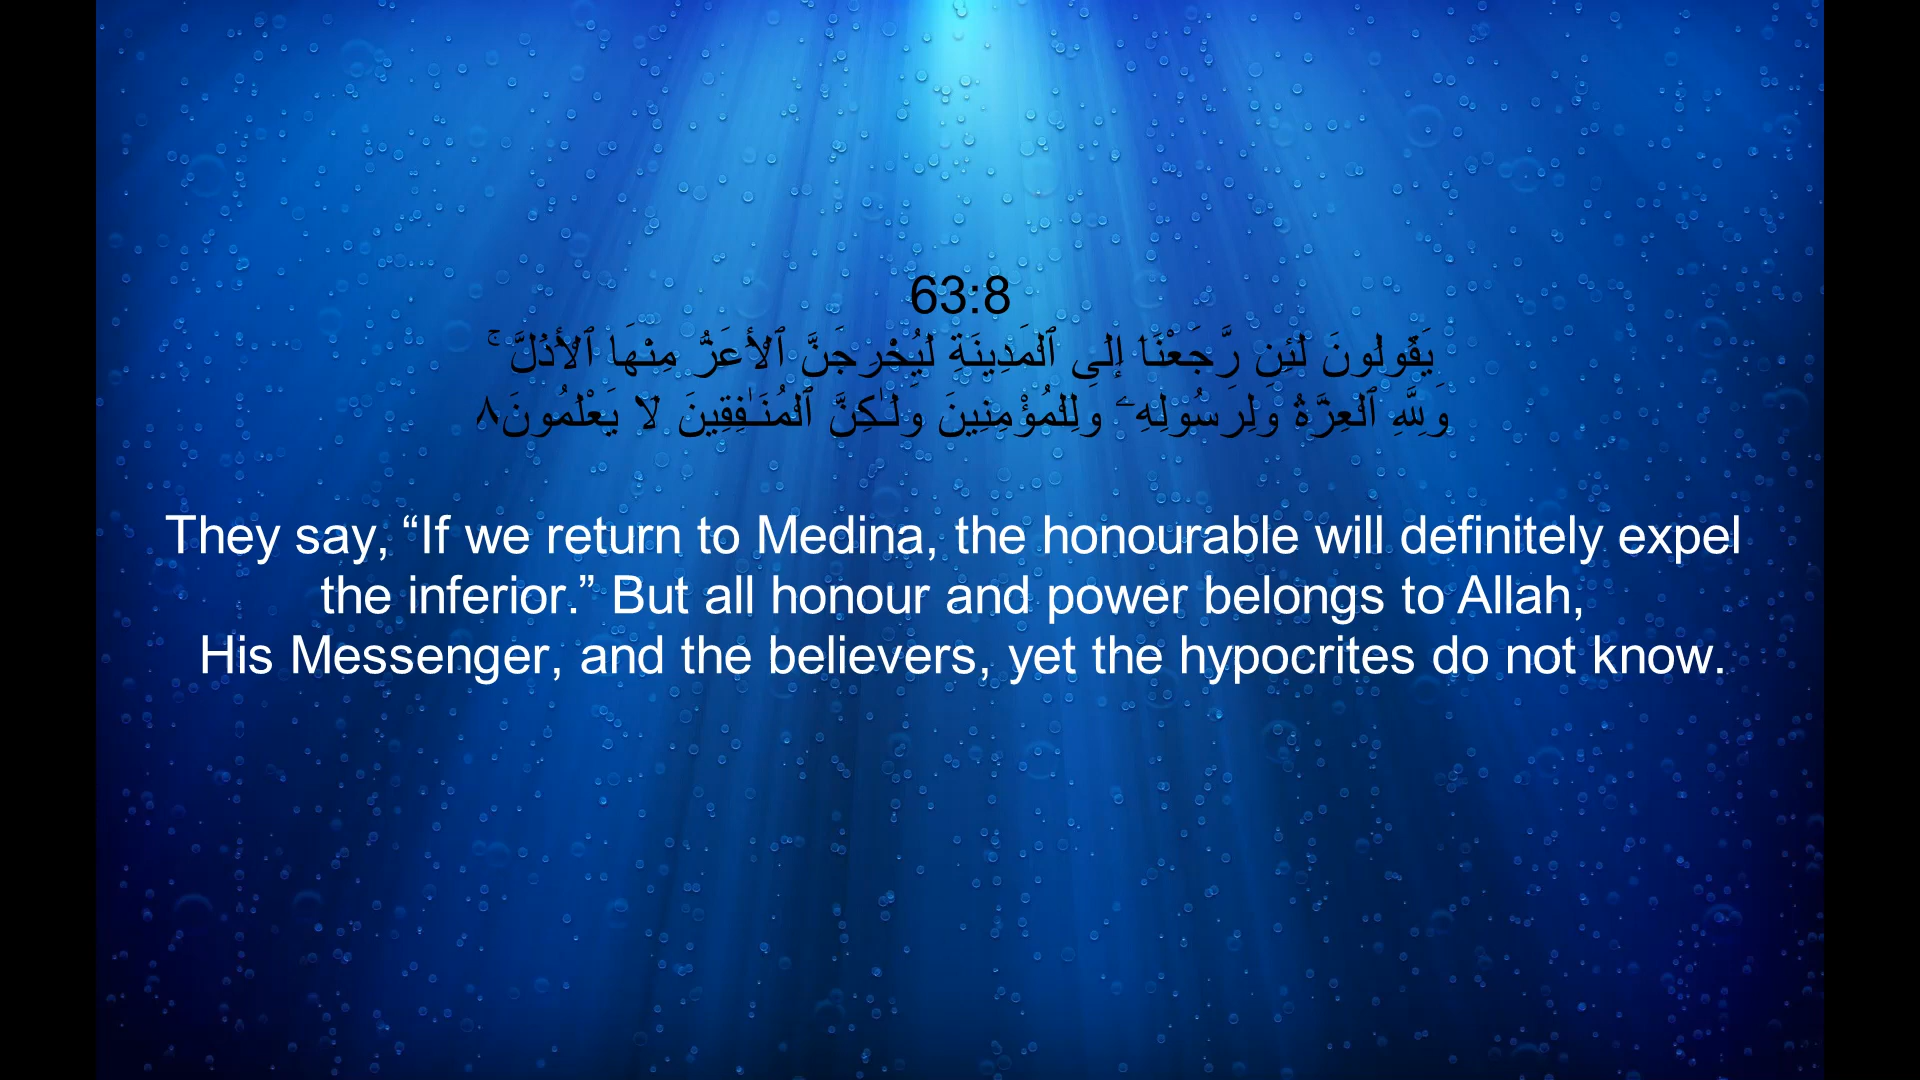 63:8
يَقُولُونَ لَئِن رَّجَعْنَآ إِلَى ٱلْمَدِينَةِ لَيُخْرِجَنَّ ٱلْأَعَزُّ مِنْهَا ٱلْأَذَلَّ ۚ
وَلِلَّهِ ٱلْعِزَّةُ وَلِرَسُولِهِۦ وَلِلْمُؤْمِنِينَ وَلَـٰكِنَّ ٱلْمُنَـٰفِقِينَ لَا يَعْلَمُونَ ٨
They say, “If we return to Medina, the honourable will definitely expel
the inferior.” But all honour and power belongs to Allah,
His Messenger, and the believers, yet the hypocrites do not know.